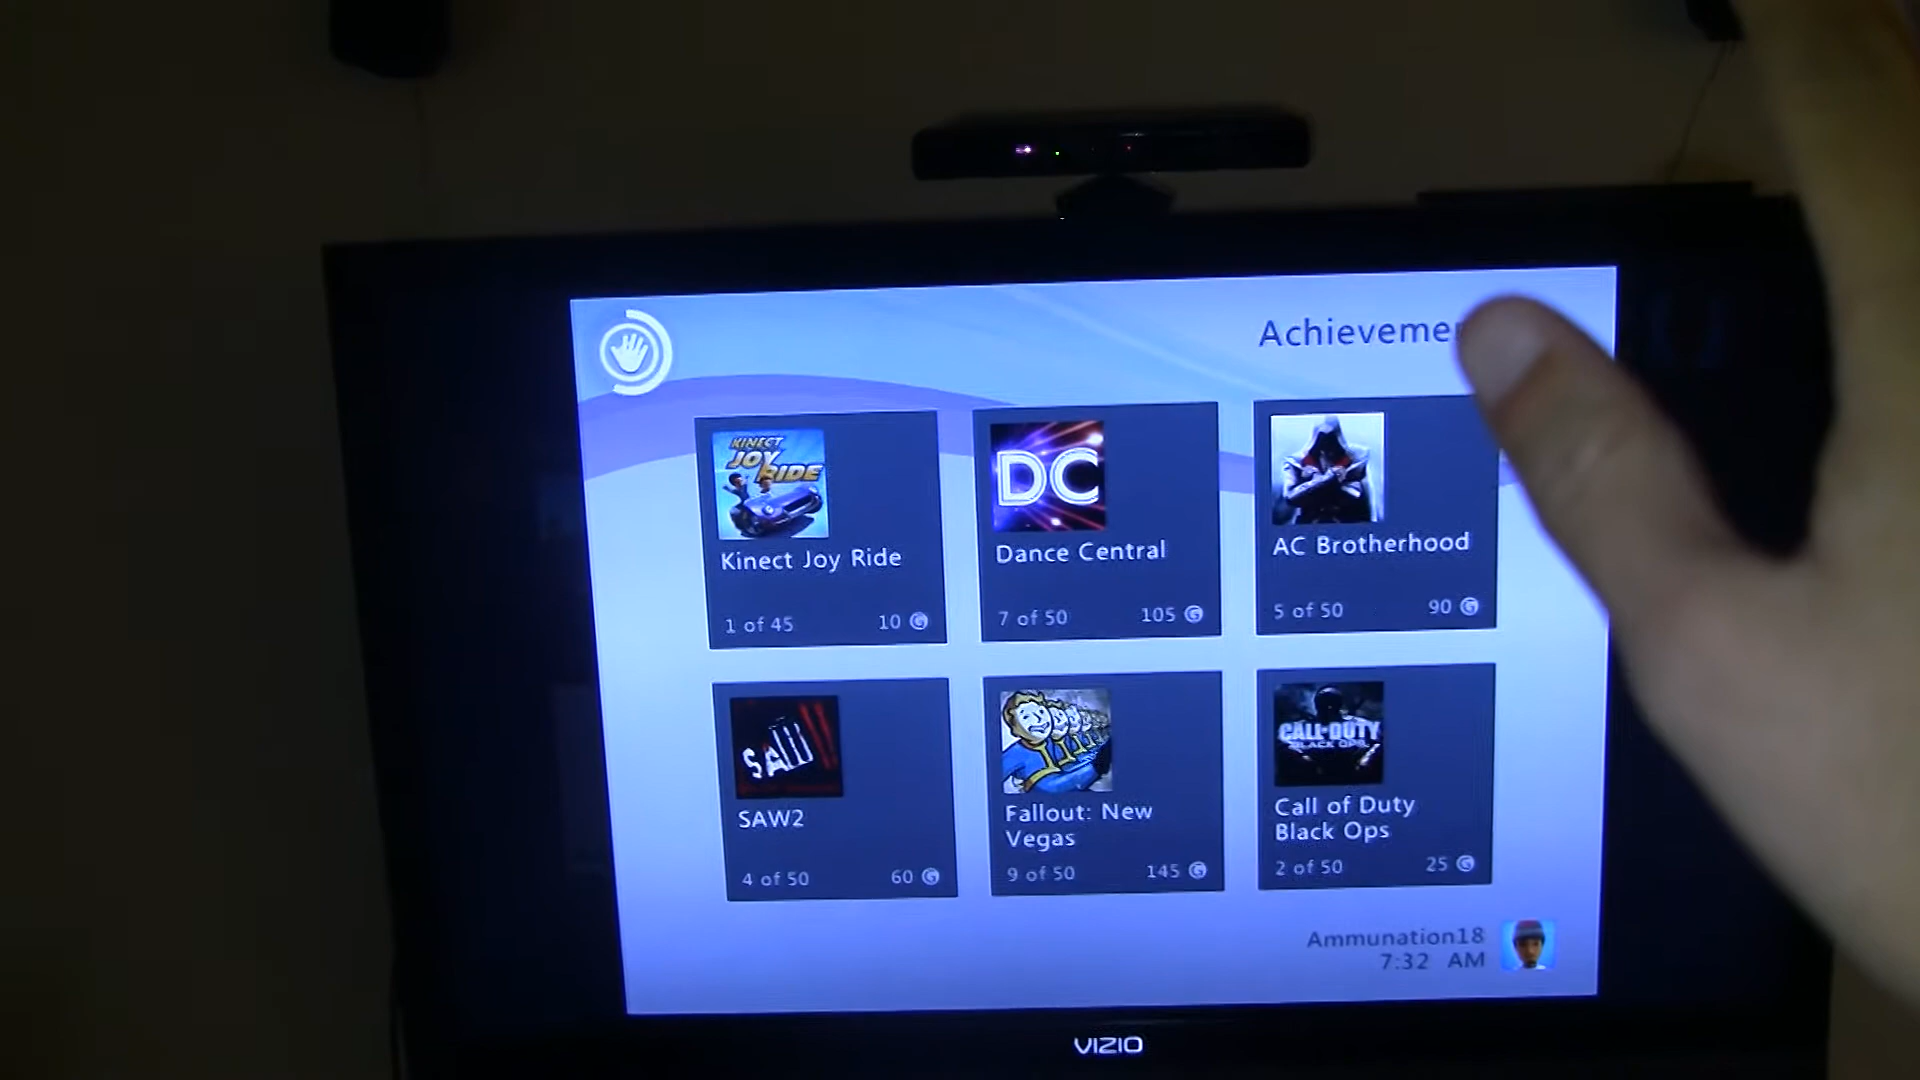 Achievemen
KINECT
JOY
RIDE
Kinect Joy Ride
1 of 45 10 G
DC
Dance Central
7 of 50 105 G
AC Brotherhood
5 of 50 90 G
SAW II
SAW2
4 of 50 60 G
Fallout: New
Vegas
9 of 50 145 G
CALL OF DUTY
BLACK OPS
Call of Duty
Black Ops
2 of 50 25 G
Ammunation18
7:32 AM
VIZIO